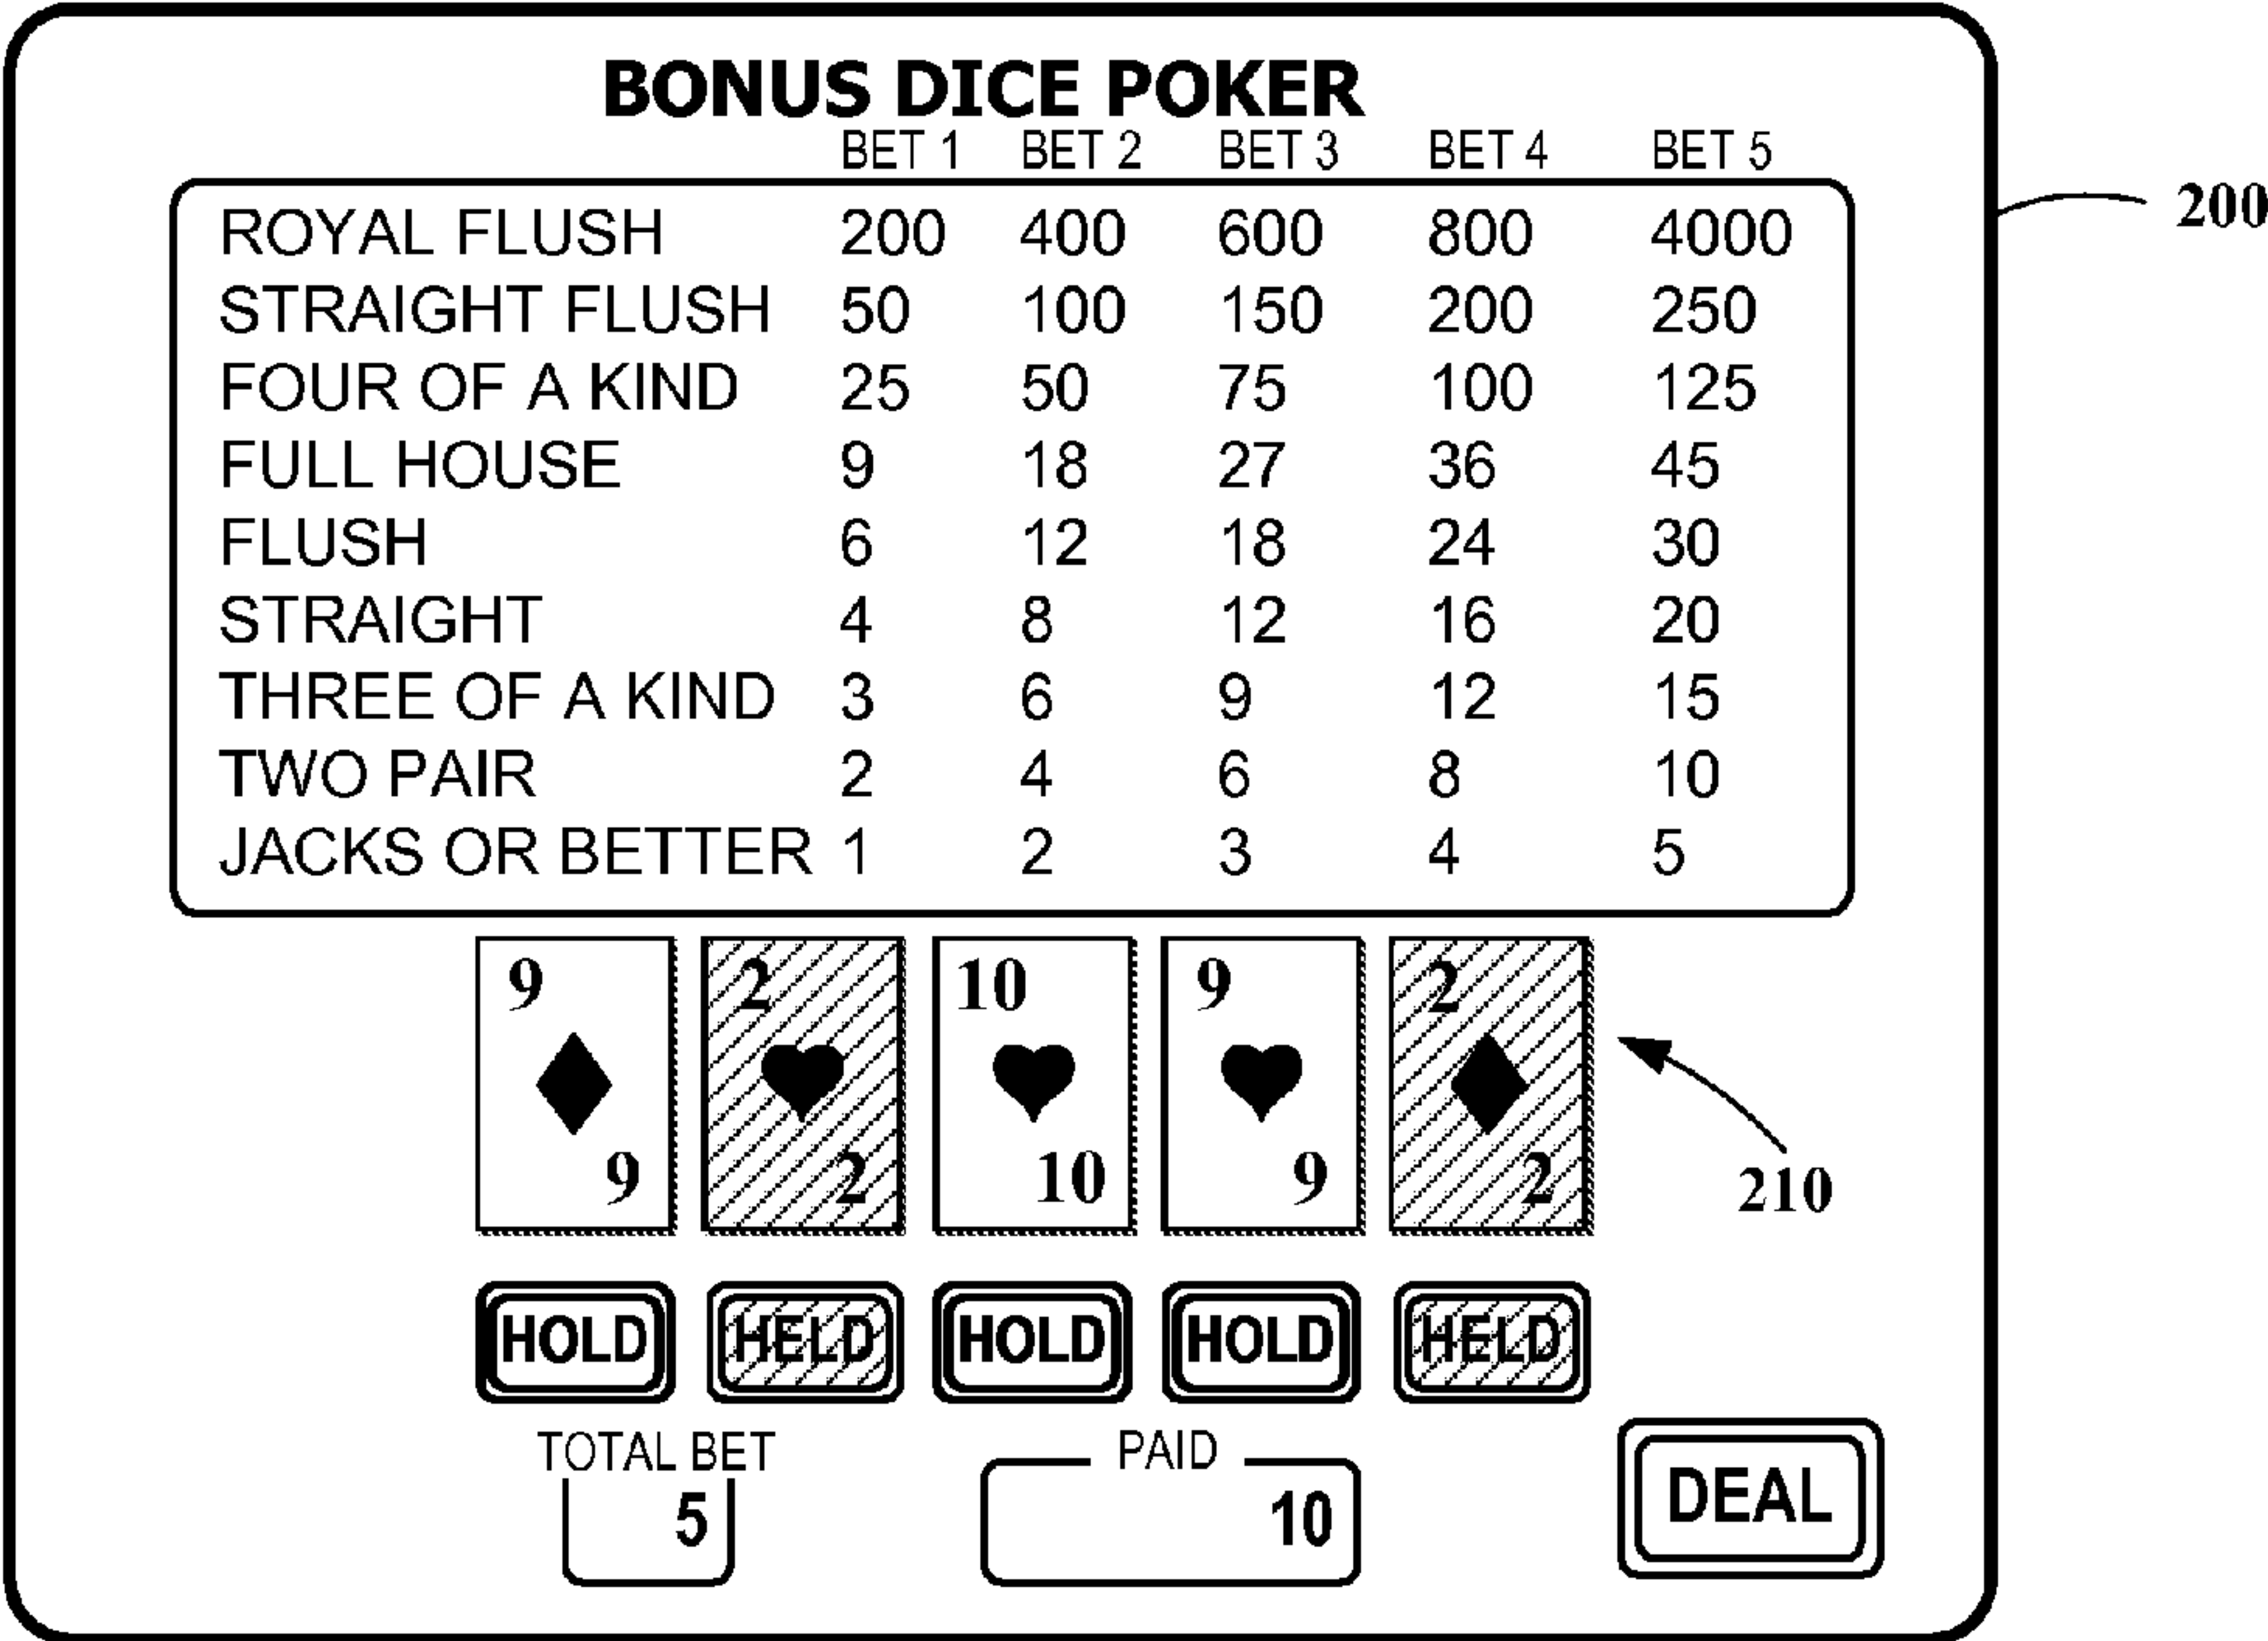 BONUS DICE POKER
BET 1 BET 2 BET 3 BET 4 BET 5
ROYAL FLUSH 200 400 600 800 4000
200
STRAIGHT FLUSH 50 100 150 200 250
FOUR OF A KIND 25 50 75 100 125
FULL HOUSE 9 18 27 36 45
FLUSH 6 12 18 24 30
STRAIGHT 4 8 12 16 20
THREE OF A KIND 3 6 9 12 15
TWO PAIR 2 4 6 8 10
JACKS OR BETTER 1 2 3 4 5
9 2 10 9 2
9 2 10 9 2
210
HOLD HELD HOLD HOLD HELD
TOTAL BET PAID
5 10 DEAL